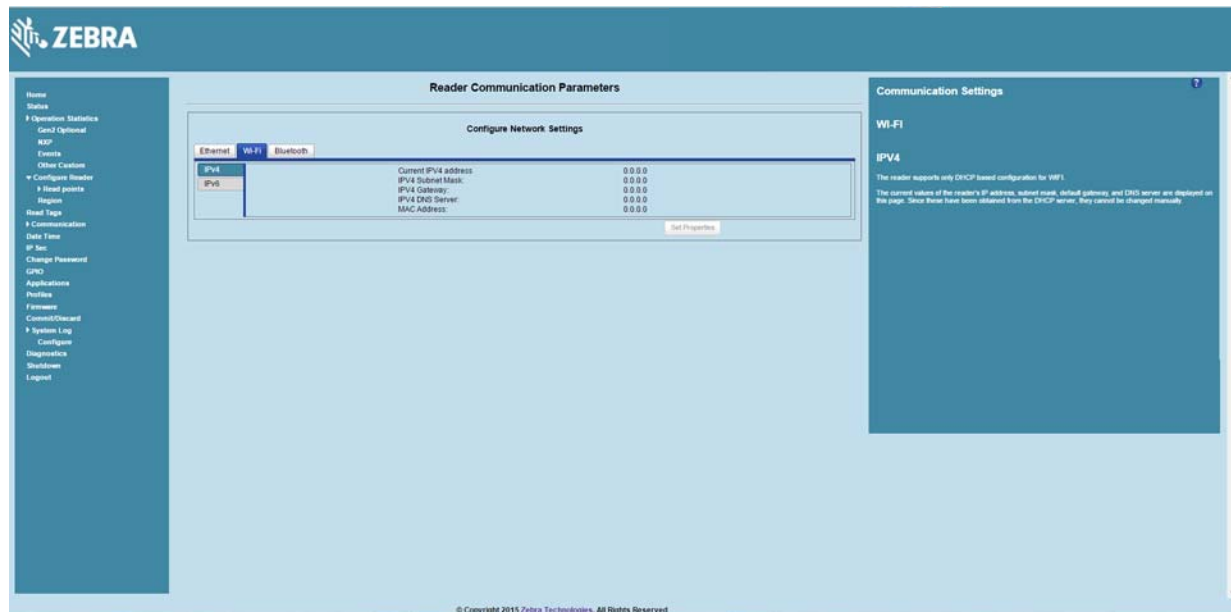 ZEBRA
Home
Status
Operation Statistics
Gen2 Optional
NXP
Events
Other Custom
Configure Reader
Read points
Region
Read Tags
Communication
Date Time
IP Sec
Change Password
GPIO
Applications
Profiles
Firmware
Commit/Discard
System Log
Configure
Diagnostics
Shutdown
Logout
Reader Communication Parameters
Configure Network Settings
Ethernet Wi-Fi Bluetooth
IPv4
IPv6
Current IPV4 address 0.0.0.0
IPV4 Subnet Mask: 0.0.0.0
IPV4 Gateway: 0.0.0.0
IPV4 DNS Server: 0.0.0.0
MAC Address: 0.0.0.0
Set Properties
?
Communication Settings
WI-FI
IPV4
The reader supports only DHCP based configuration for WIFI.
The current values of the reader's IP address, subnet mask, default gateway, and DNS server are displayed on
this page. Since these have been obtained from the DHCP server, they cannot be changed manually.
© Copyright 2015 Zebra Technologies. All Rights Reserved.